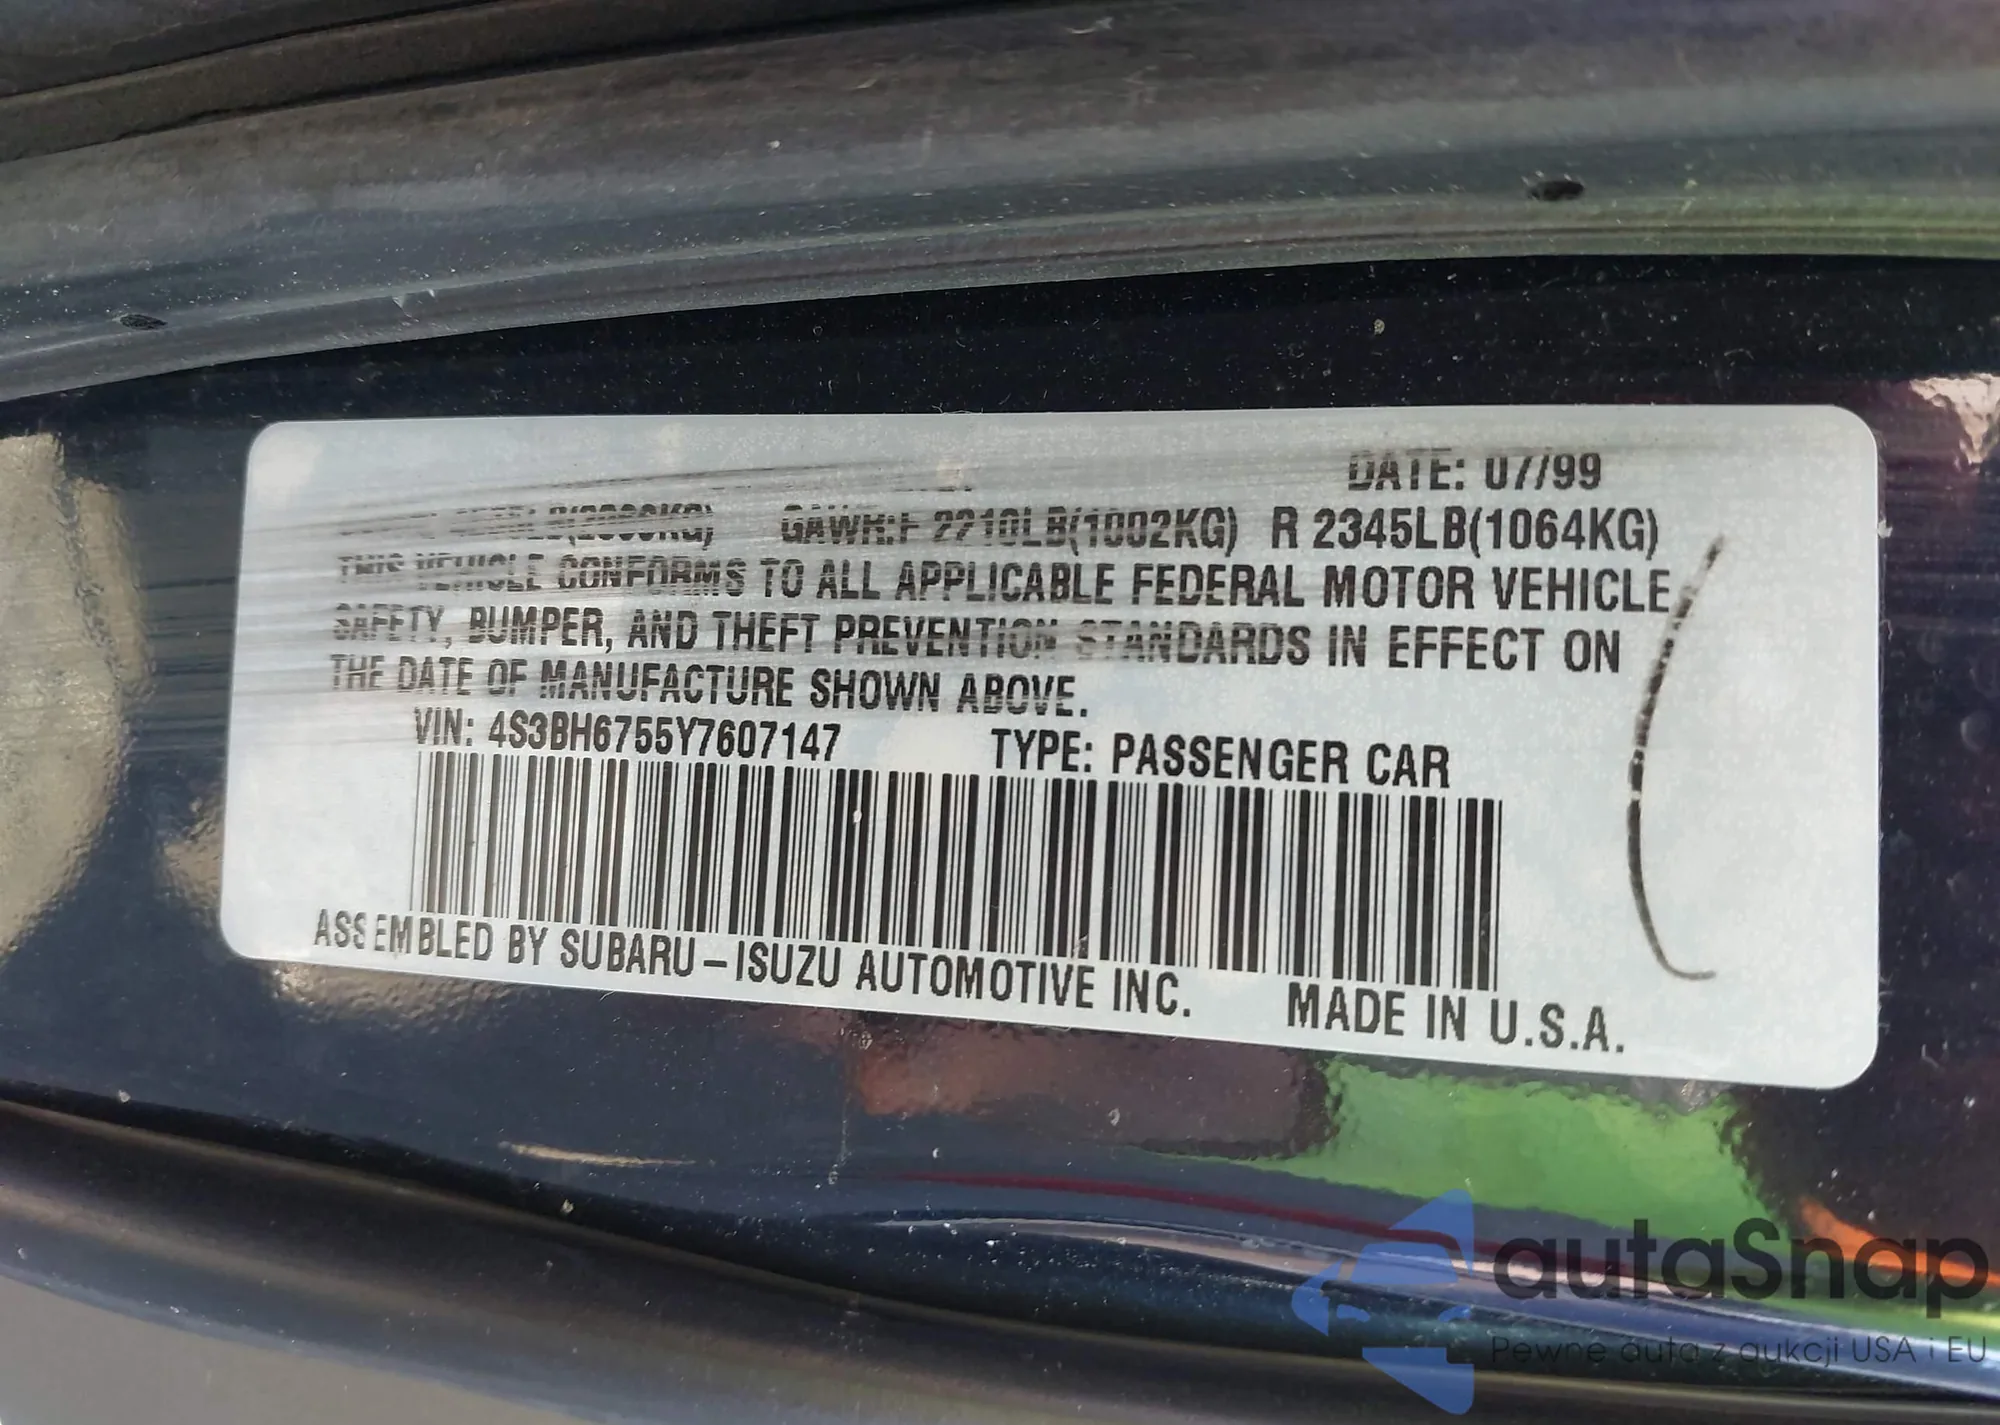 DATE: 07/99
GAWR:F 2210LB(1002KG) R 2345LB(1064KG)
THIS VEHICLE CONFORMS TO ALL APPLICABLE FEDERAL MOTOR VEHICLE
SAFETY, BUMPER, AND THEFT PREVENTION STANDARDS IN EFFECT ON
THE DATE OF MANUFACTURE SHOWN ABOVE.
VIN: 4S3BH6755Y7607147 TYPE: PASSENGER CAR
ASSEMBLED BY SUBARU-ISUZU AUTOMOTIVE INC. MADE IN U.S.A.
autaSnap
Pewne auta z aukcji USA i EU